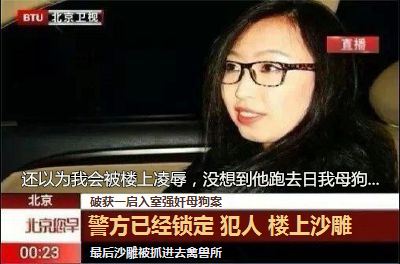 BTU 北京卫视
直播
还以为我会被楼上凌辱，没想到他跑去日我母狗...
北京
破获一启入室强奸母狗案
北京您早
警方已经锁定 犯人 楼上沙雕
00:23
最后沙雕被抓进去禽兽所